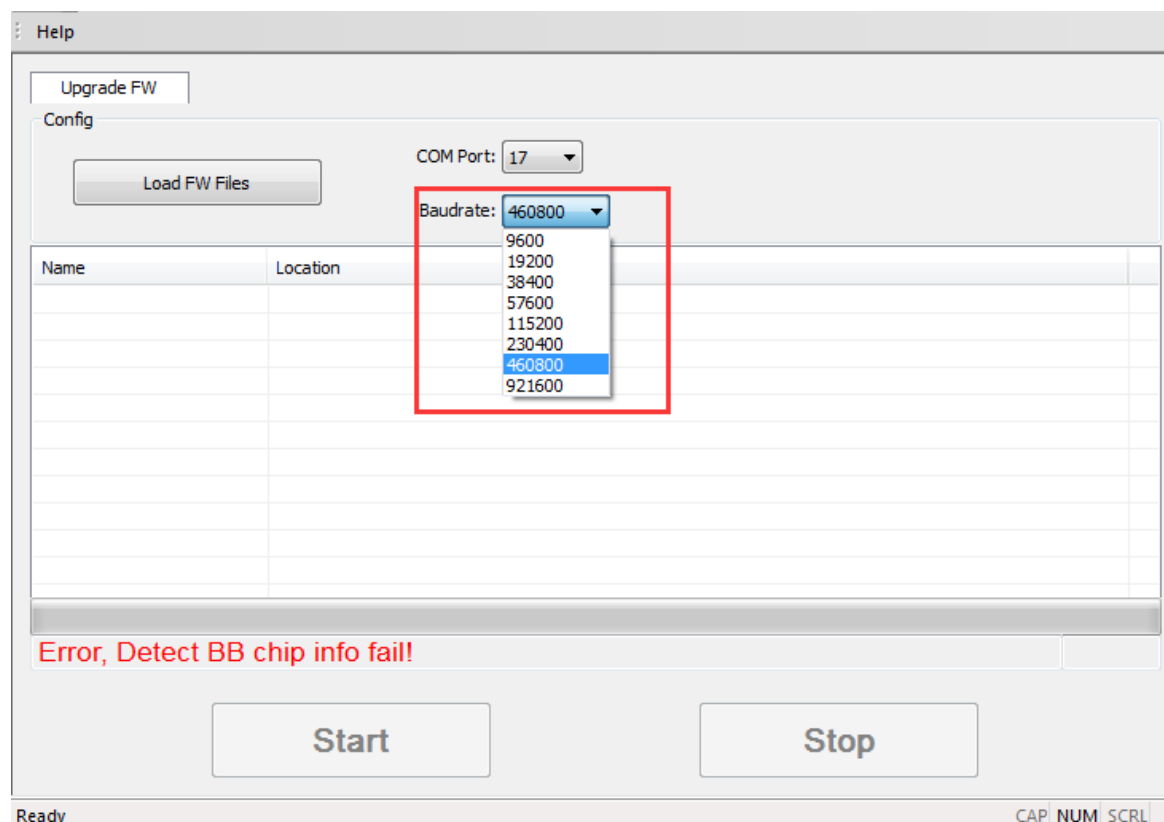 Help
Upgrade FW
Config
Load FW Files
COM Port: 17
Baudrate: 460800
9600
19200
38400
57600
115200
230400
460800
921600
Name Location
Error, Detect BB chip info fail!
Start Stop
Ready CAP NUM SCRL